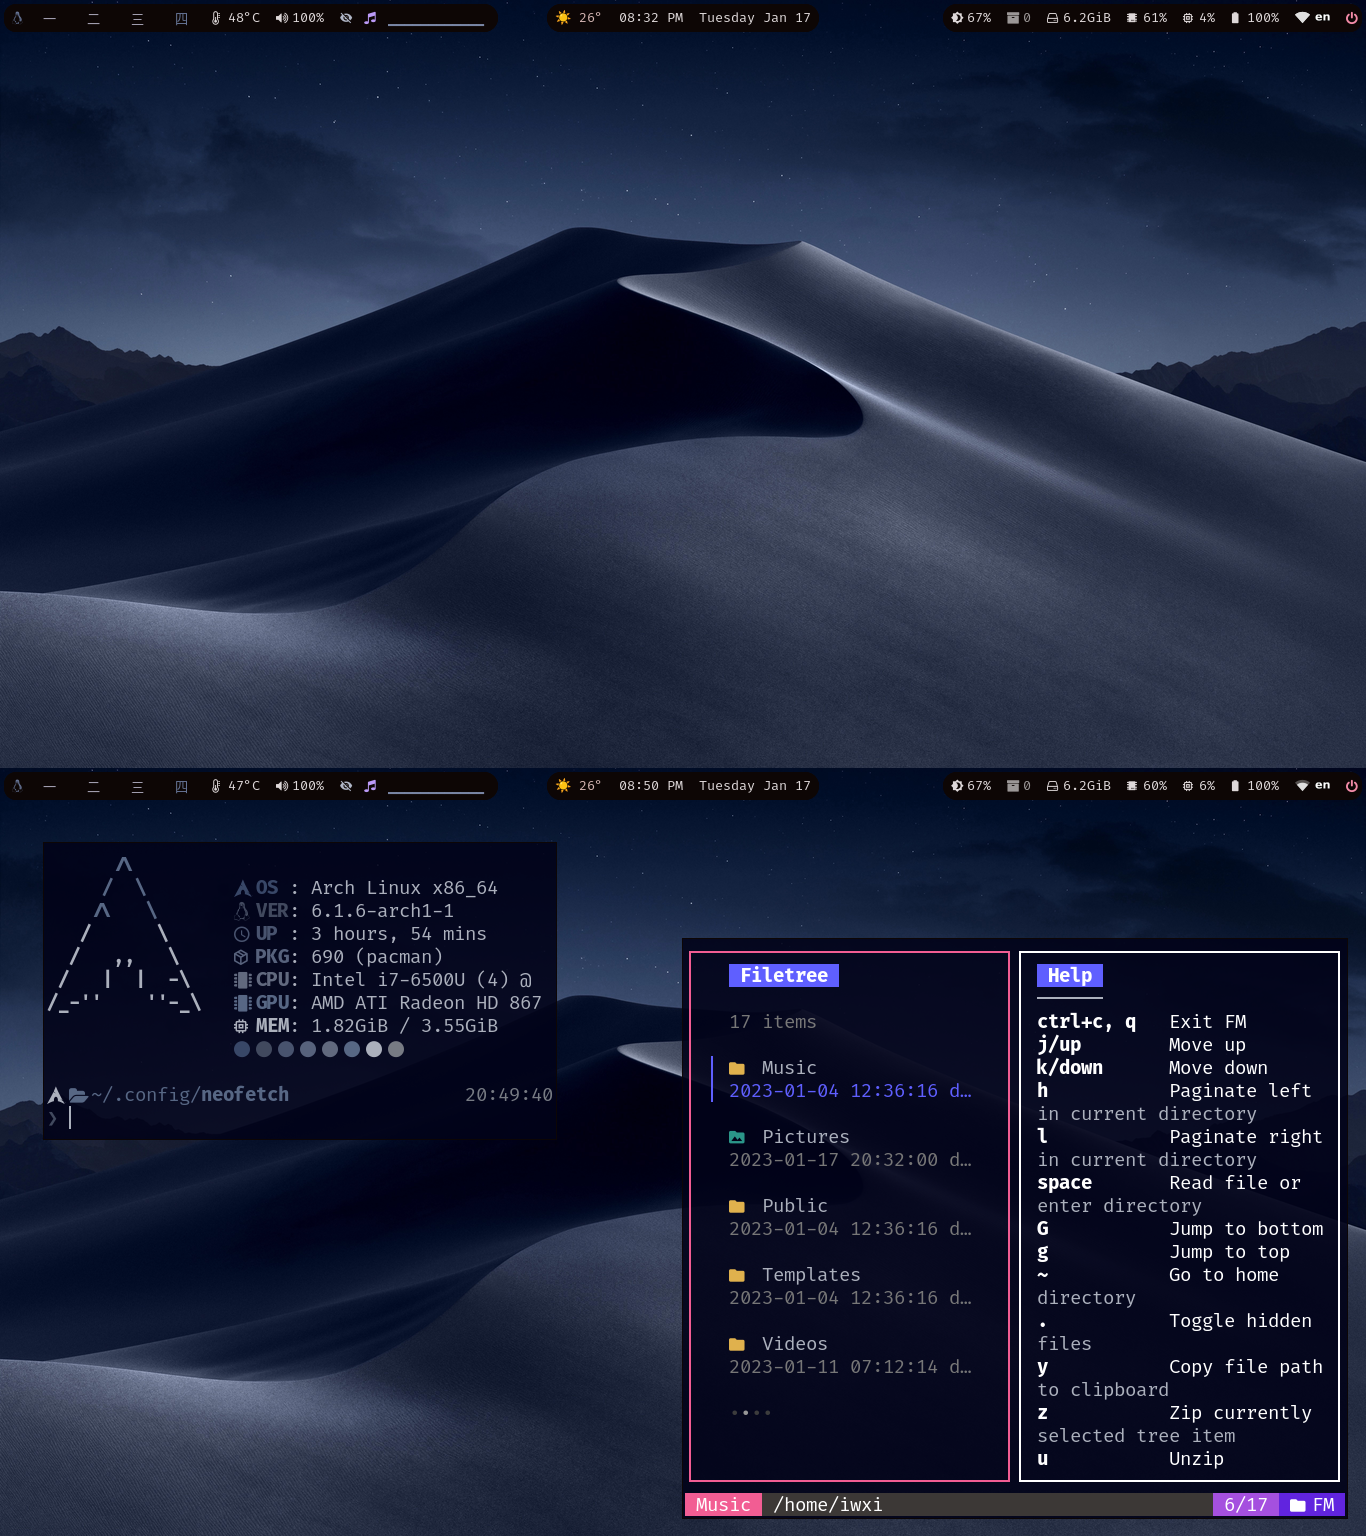 一 二 三 四 48°C 100%
26° 08:32 PM Tuesday Jan 17
67% 0 6.2GiB 61% 4% 100% en
一 二 三 四 47°C 100%
26° 08:50 PM Tuesday Jan 17
67% 0 6.2GiB 60% 6% 100% en
OS : Arch Linux x86_64
VER: 6.1.6-arch1-1
UP : 3 hours, 54 mins
PKG: 690 (pacman)
CPU: Intel i7-6500U (4) @
GPU: AMD ATI Radeon HD 867
MEM: 1.82GiB / 3.55GiB
~/.config/neofetch 20:49:40
❯
Filetree
17 items
Music
2023-01-04 12:36:16 d…
Pictures
2023-01-17 20:32:00 d…
Public
2023-01-04 12:36:16 d…
Templates
2023-01-04 12:36:16 d…
Videos
2023-01-11 07:12:14 d…
Help
ctrl+c, q Exit FM
j/up Move up
k/down Move down
h Paginate left
in current directory
l Paginate right
in current directory
space Read file or
enter directory
G Jump to bottom
g Jump to top
~ Go to home
directory
. Toggle hidden
files
y Copy file path
to clipboard
z Zip currently
selected tree item
u Unzip
Music /home/iwxi 6/17 FM